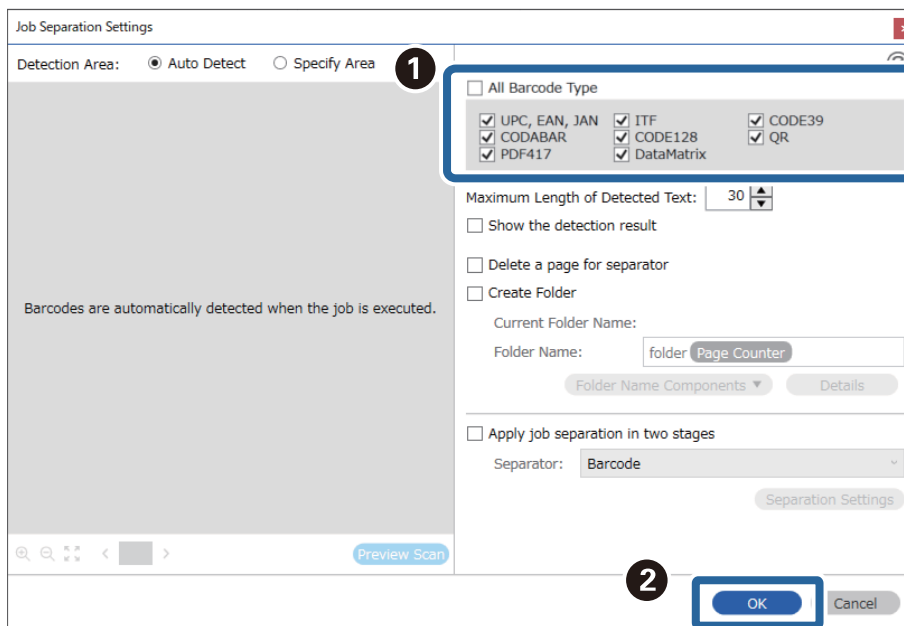 Job Separation Settings
Detection Area: Auto Detect Specify Area
1
All Barcode Type
UPC, EAN, JAN ITF CODE39
CODABAR CODE128 QR
PDF417 DataMatrix
Maximum Length of Detected Text: 30
Show the detection result
Delete a page for separator
Barcodes are automatically detected when the job is executed.
Create Folder
Current Folder Name:
Folder Name: folder Page Counter
Folder Name Components Details
Apply job separation in two stages
Separator: Barcode
Separation Settings
Preview Scan
2
OK Cancel